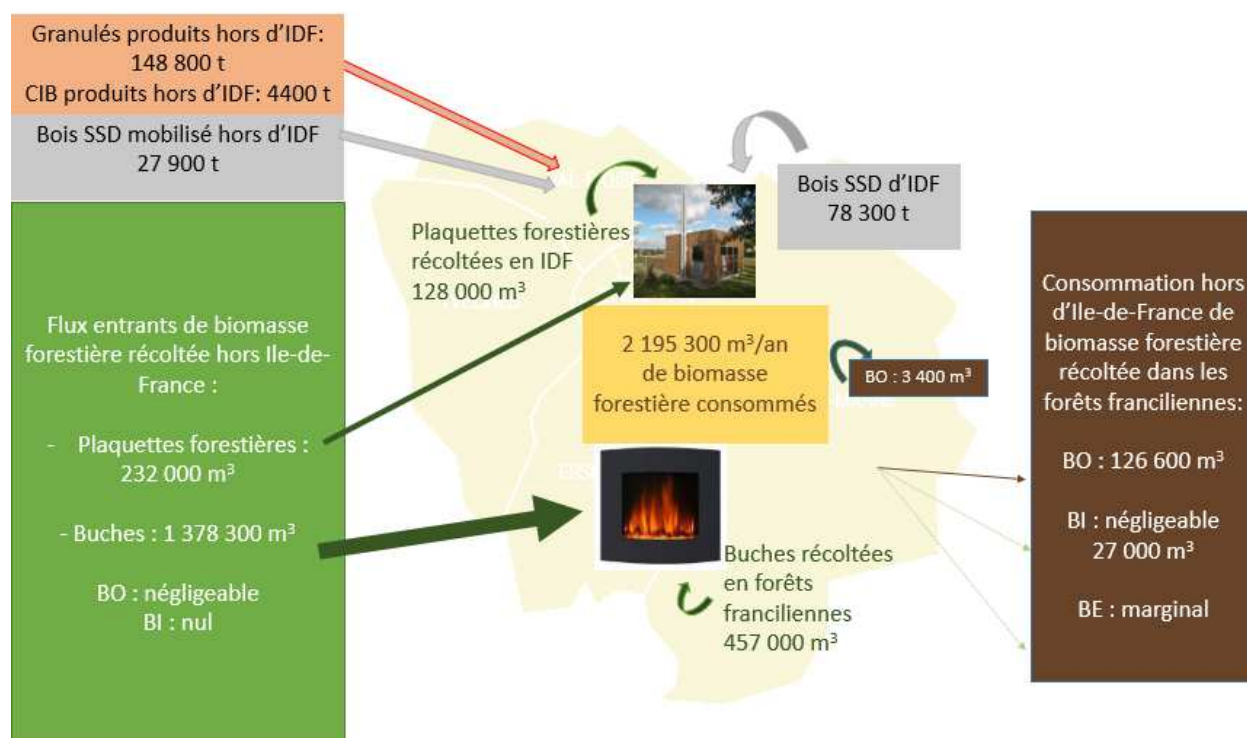 Granulés produits hors d'IDF:
148 800 t
CIB produits hors d'IDF: 4400 t
Bois SSD mobilisé hors d'IDF
27 900 t
Flux entrants de biomasse
forestière récoltée hors Ile-de-
France :
- Plaquettes forestières :
232 000 m³
- Buches : 1 378 300 m³
BO : négligeable
BI : nul
Plaquettes forestières
récoltées en IDF
128 000 m³
Bois SSD d'IDF
78 300 t
2 195 300 m³/an
de biomasse
forestière consommés
BO : 3 400 m³
Buches récoltées
en forêts
franciliennes
457 000 m³
Consommation hors
d'Ile-de-France de
biomasse forestière
récoltée dans les
forêts franciliennes:
BO : 126 600 m³
BI : négligeable
27 000 m³
BE : marginal